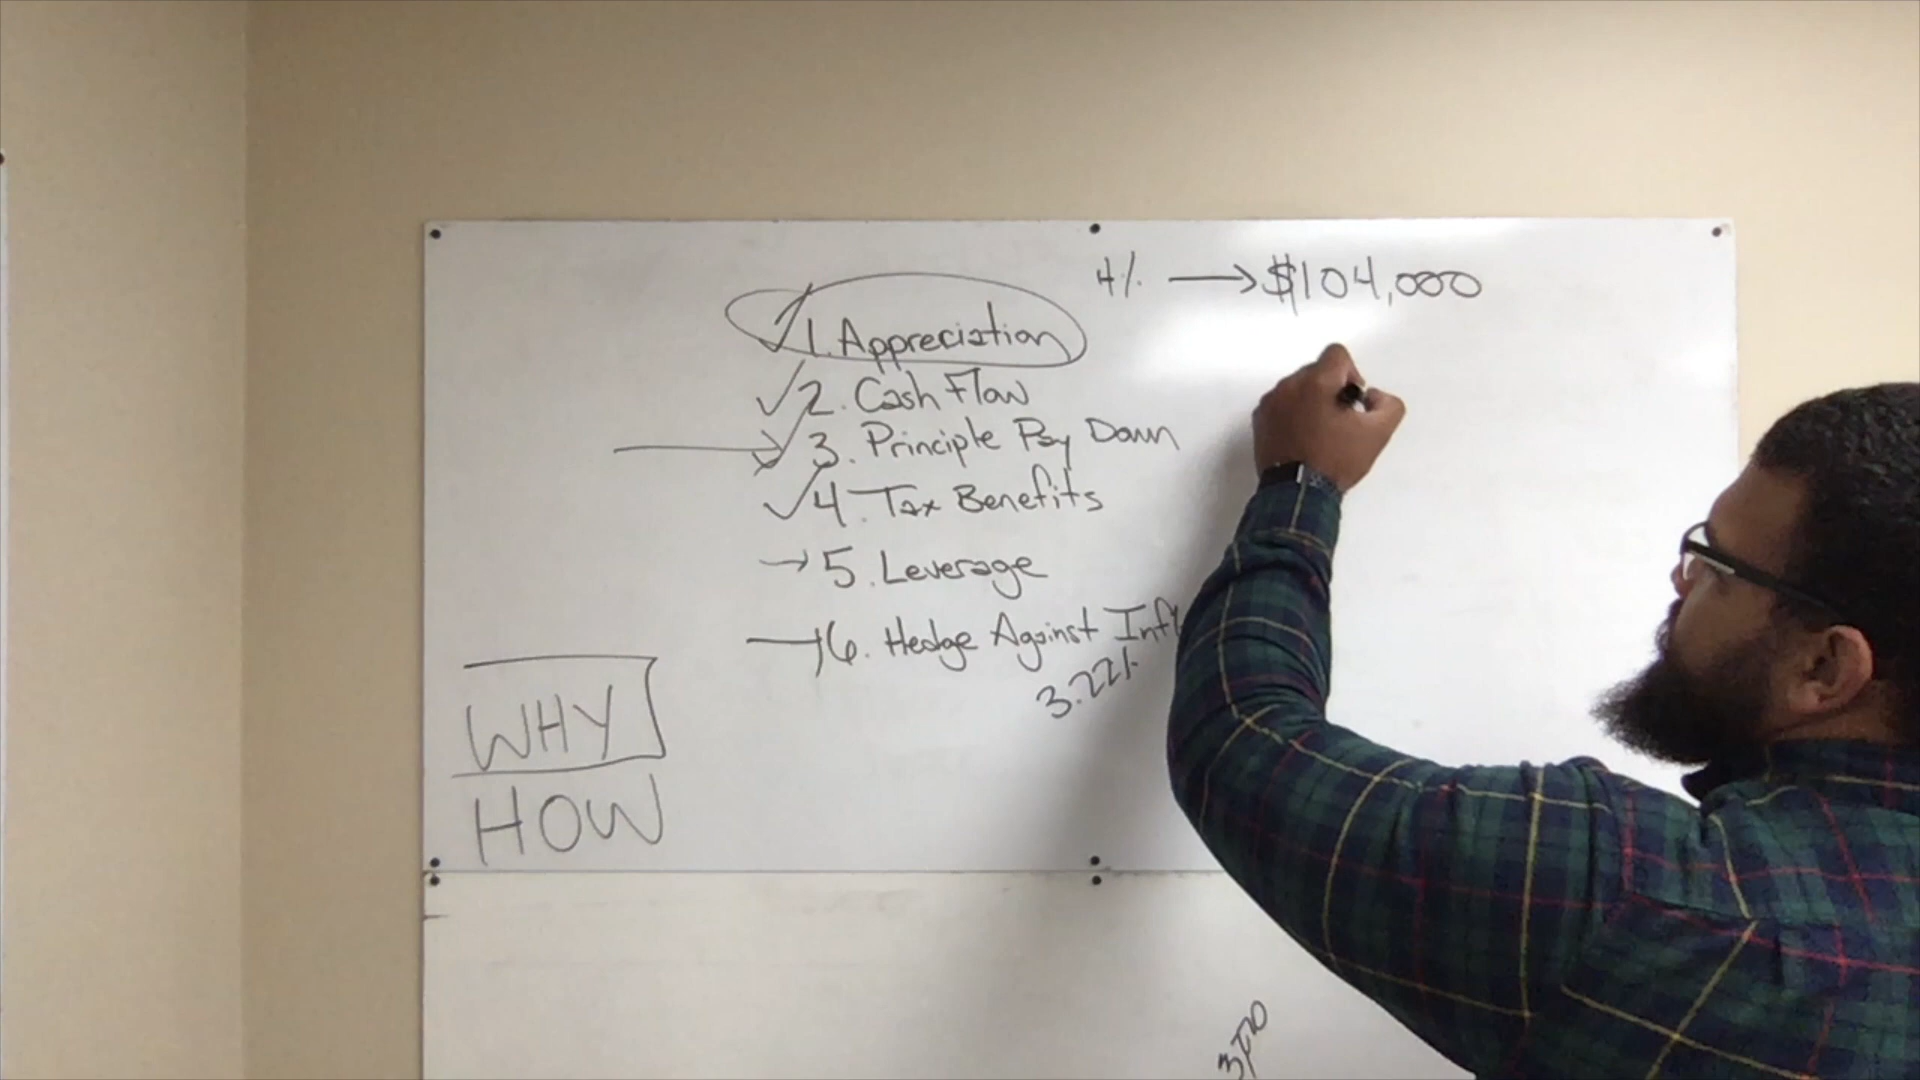 4% → $104,000
1. Appreciation
2. Cash Flow
3. Principle Pay Down
4. Tax Benefits
5. Leverage
6. Hedge Against Infl
3.22%
WHY
HOW